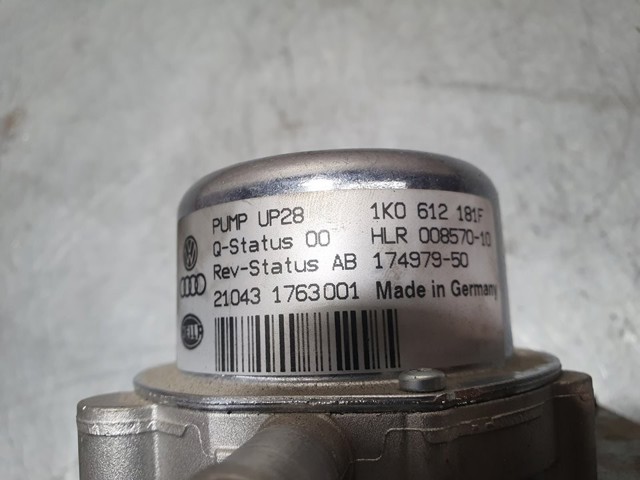 PUMP UP28 1K0 612 181F
Q-Status 00 HLR 008570-10
Rev-Status AB 174979-50
21043 1763001 Made in Germany